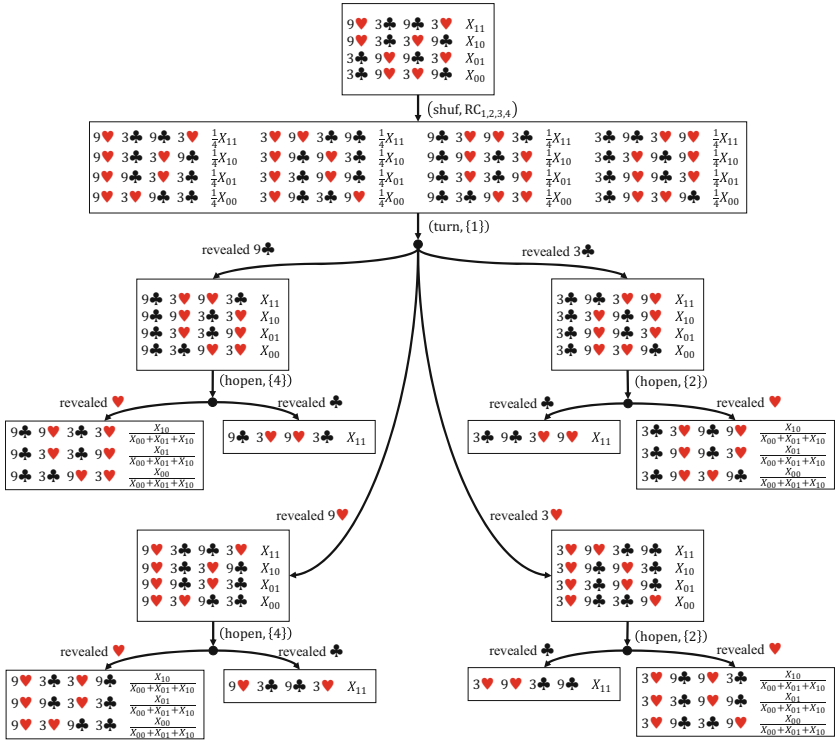 9♥ 3♣ 9♣ 3♥ X₁₁
9♥ 3♣ 3♥ 9♣ X₁₀
3♣ 9♥ 9♣ 3♥ X₀₁
3♣ 9♥ 3♥ 9♣ X₀₀
(shuf, RC₁,₂,₃,₄)
9♥ 3♣ 9♣ 3♥ ¼X₁₁ 3♥ 9♥ 3♣ 9♣ ¼X₁₁ 9♣ 3♥ 9♥ 3♣ ¼X₁₁ 3♣ 9♣ 3♥ 9♥ ¼X₁₁
9♥ 3♣ 3♥ 9♣ ¼X₁₀ 3♥ 9♣ 9♥ 3♣ ¼X₁₀ 9♣ 9♥ 3♣ 3♥ ¼X₁₀ 3♣ 3♥ 9♣ 9♥ ¼X₁₀
9♥ 9♣ 3♥ 3♣ ¼X₀₁ 3♥ 3♣ 9♥ 9♣ ¼X₀₁ 9♣ 3♥ 3♣ 9♥ ¼X₀₁ 3♣ 9♥ 9♣ 3♥ ¼X₀₁
9♥ 3♥ 9♣ 3♣ ¼X₀₀ 3♥ 9♣ 3♣ 9♥ ¼X₀₀ 9♣ 3♣ 9♥ 3♥ ¼X₀₀ 3♣ 9♥ 3♥ 9♣ ¼X₀₀
(turn, {1})
revealed 9♣
revealed 3♣
9♣ 3♥ 9♥ 3♣ X₁₁
9♣ 9♥ 3♣ 3♥ X₁₀
9♣ 3♥ 3♣ 9♥ X₀₁
9♣ 3♣ 9♥ 3♥ X₀₀
3♣ 9♣ 3♥ 9♥ X₁₁
3♣ 3♥ 9♣ 9♥ X₁₀
3♣ 9♥ 9♣ 3♥ X₀₁
3♣ 9♥ 3♥ 9♣ X₀₀
(hopen, {4})
(hopen, {2})
revealed ♥
revealed ♣
revealed ♣
revealed ♥
9♣ 9♥ 3♣ 3♥ X₁₀/(X₀₀+X₀₁+X₁₀)
9♣ 3♥ 3♣ 9♥ X₀₁/(X₀₀+X₀₁+X₁₀)
9♣ 3♣ 9♥ 3♥ X₀₀/(X₀₀+X₀₁+X₁₀)
9♣ 3♥ 9♥ 3♣ X₁₁
3♣ 9♣ 3♥ 9♥ X₁₁
3♣ 3♥ 9♣ 9♥ X₁₀/(X₀₀+X₀₁+X₁₀)
3♣ 9♥ 9♣ 3♥ X₀₁/(X₀₀+X₀₁+X₁₀)
3♣ 9♥ 3♥ 9♣ X₀₀/(X₀₀+X₀₁+X₁₀)
revealed 9♥
revealed 3♥
9♥ 3♣ 9♣ 3♥ X₁₁
9♥ 3♣ 3♥ 9♣ X₁₀
9♥ 9♣ 3♥ 3♣ X₀₁
9♥ 3♥ 9♣ 3♣ X₀₀
3♥ 9♥ 3♣ 9♣ X₁₁
3♥ 9♣ 9♥ 3♣ X₁₀
3♥ 3♣ 9♥ 9♣ X₀₁
3♥ 9♣ 3♣ 9♥ X₀₀
(hopen, {4})
(hopen, {2})
revealed ♥
revealed ♣
revealed ♣
revealed ♥
9♥ 3♣ 3♥ 9♣ X₁₀/(X₀₀+X₀₁+X₁₀)
9♥ 9♣ 3♥ 3♣ X₀₁/(X₀₀+X₀₁+X₁₀)
9♥ 3♥ 9♣ 3♣ X₀₀/(X₀₀+X₀₁+X₁₀)
9♥ 3♣ 9♣ 3♥ X₁₁
3♥ 9♥ 3♣ 9♣ X₁₁
3♥ 9♣ 9♥ 3♣ X₁₀/(X₀₀+X₀₁+X₁₀)
3♥ 3♣ 9♥ 9♣ X₀₁/(X₀₀+X₀₁+X₁₀)
3♥ 9♣ 3♣ 9♥ X₀₀/(X₀₀+X₀₁+X₁₀)